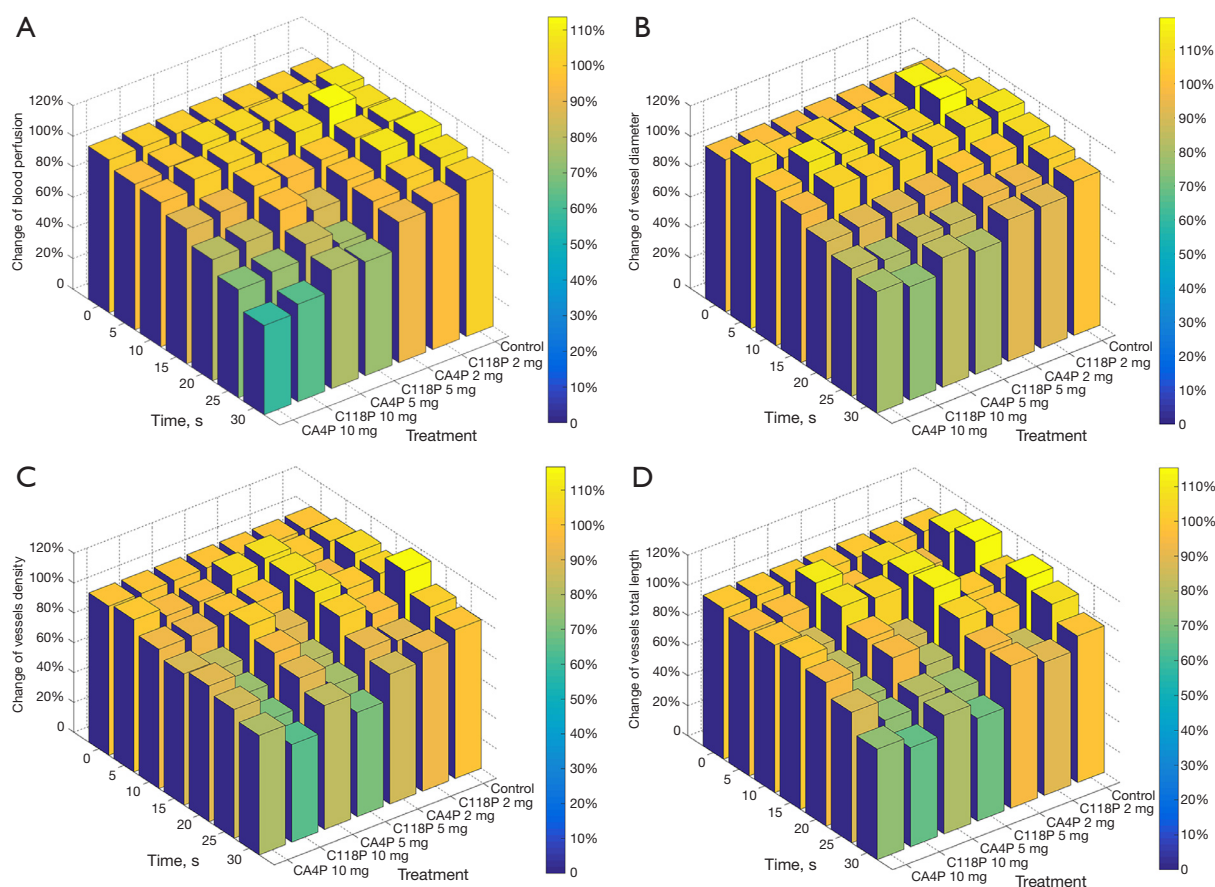 A
120%
100%
80%
60%
40%
20%
0
Change of blood perfusion
0
5
10
15
20
25
30
Time, s
CA4P 10 mg
C118P 10 mg
CA4P 5 mg
C118P 5 mg
CA4P 2 mg
C118P 2 mg
Control
Treatment
110%
100%
90%
80%
70%
60%
50%
40%
30%
20%
10%
0
B
120%
100%
80%
60%
40%
20%
0
Change of vessel diameter
0
5
10
15
20
25
30
Time, s
CA4P 10 mg
C118P 10 mg
CA4P 5 mg
C118P 5 mg
CA4P 2 mg
C118P 2 mg
Control
Treatment
110%
100%
90%
80%
70%
60%
50%
40%
30%
20%
10%
0
C
120%
100%
80%
60%
40%
20%
0
Change of vessels density
0
5
10
15
20
25
30
Time, s
CA4P 10 mg
C118P 10 mg
CA4P 5 mg
C118P 5 mg
CA4P 2 mg
C118P 2 mg
Control
Treatment
110%
100%
90%
80%
70%
60%
50%
40%
30%
20%
10%
0
D
120%
100%
80%
60%
40%
20%
0
Change of vessels total length
0
5
10
15
20
25
30
Time, s
CA4P 10 mg
C118P 10 mg
CA4P 5 mg
C118P 5 mg
CA4P 2 mg
C118P 2 mg
Control
Treatment
110%
100%
90%
80%
70%
60%
50%
40%
30%
20%
10%
0